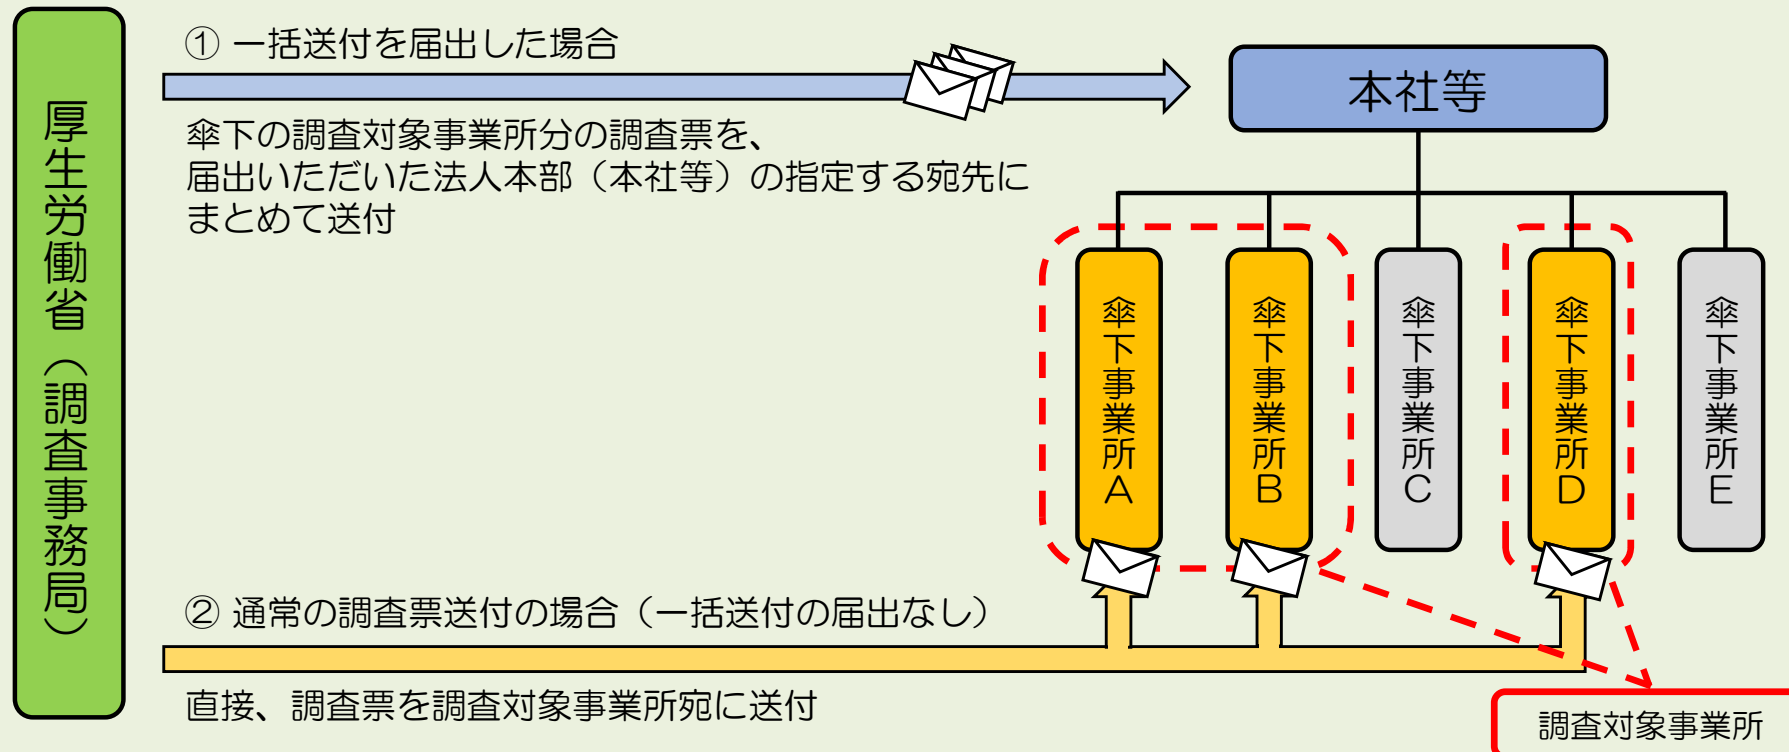 厚生労働省（調査事務局）
① 一括送付を届出した場合
傘下の調査対象事業所分の調査票を、
届出いただいた法人本部（本社等）の指定する宛先に
まとめて送付
本社等
傘下事業所A
傘下事業所B
傘下事業所C
傘下事業所D
傘下事業所E
② 通常の調査票送付の場合（一括送付の届出なし）
直接、調査票を調査対象事業所宛に送付
調査対象事業所